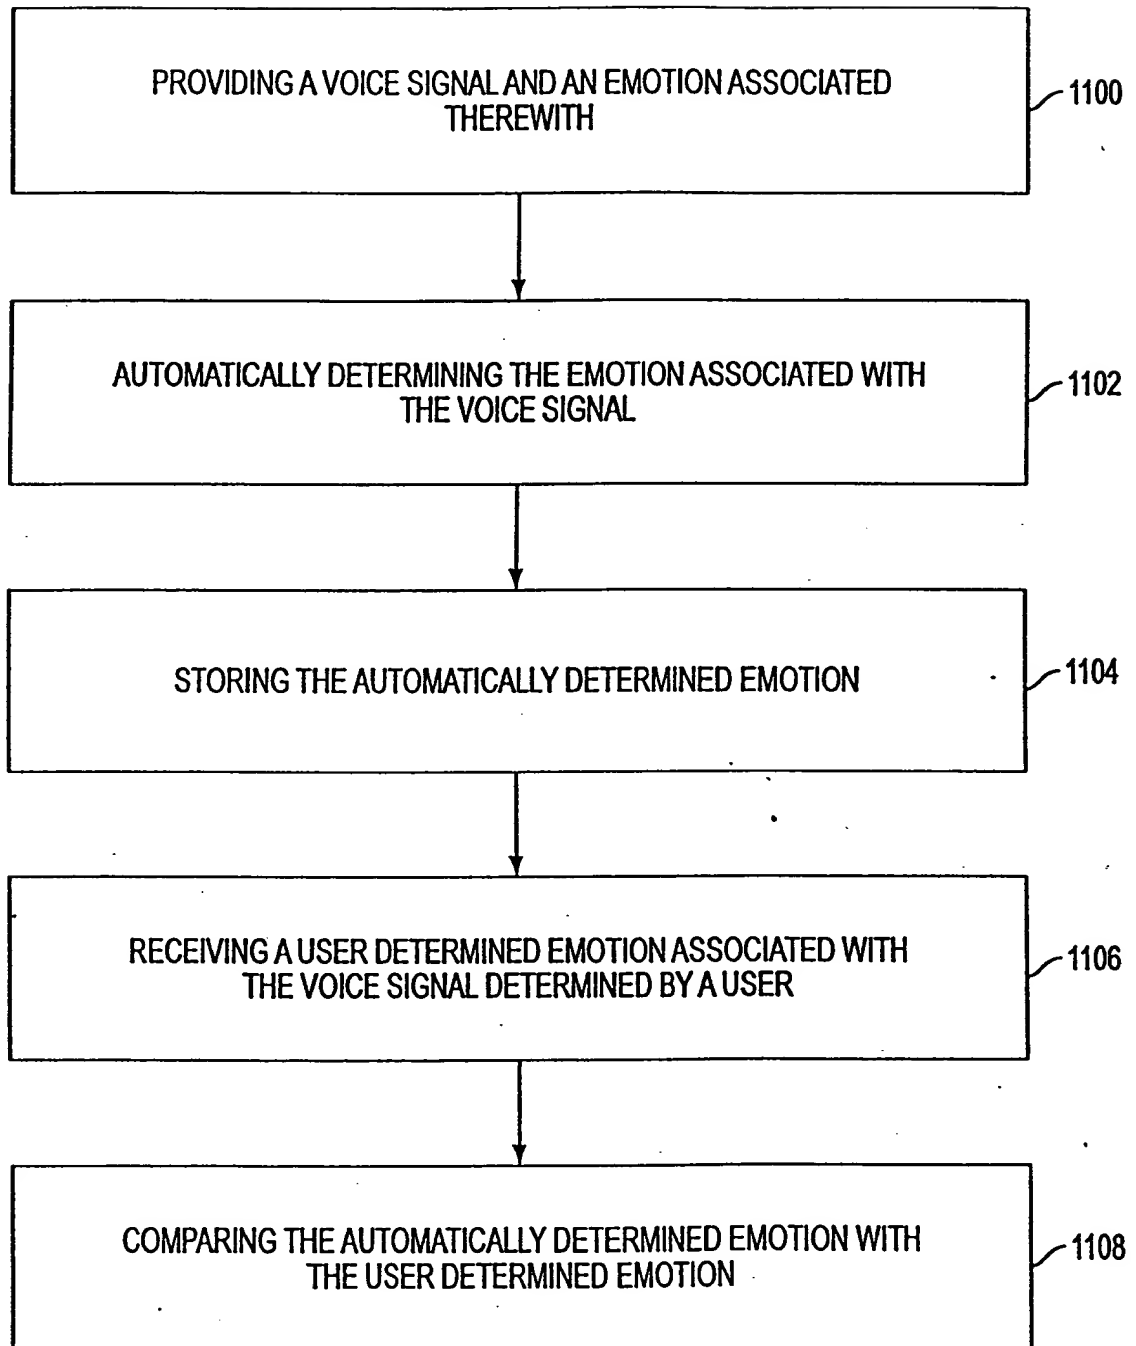 PROVIDING A VOICE SIGNAL AND AN EMOTION ASSOCIATED
THEREWITH
1100
AUTOMATICALLY DETERMINING THE EMOTION ASSOCIATED WITH
THE VOICE SIGNAL
1102
STORING THE AUTOMATICALLY DETERMINED EMOTION
1104
RECEIVING A USER DETERMINED EMOTION ASSOCIATED WITH
THE VOICE SIGNAL DETERMINED BY A USER
1106
COMPARING THE AUTOMATICALLY DETERMINED EMOTION WITH
THE USER DETERMINED EMOTION
1108